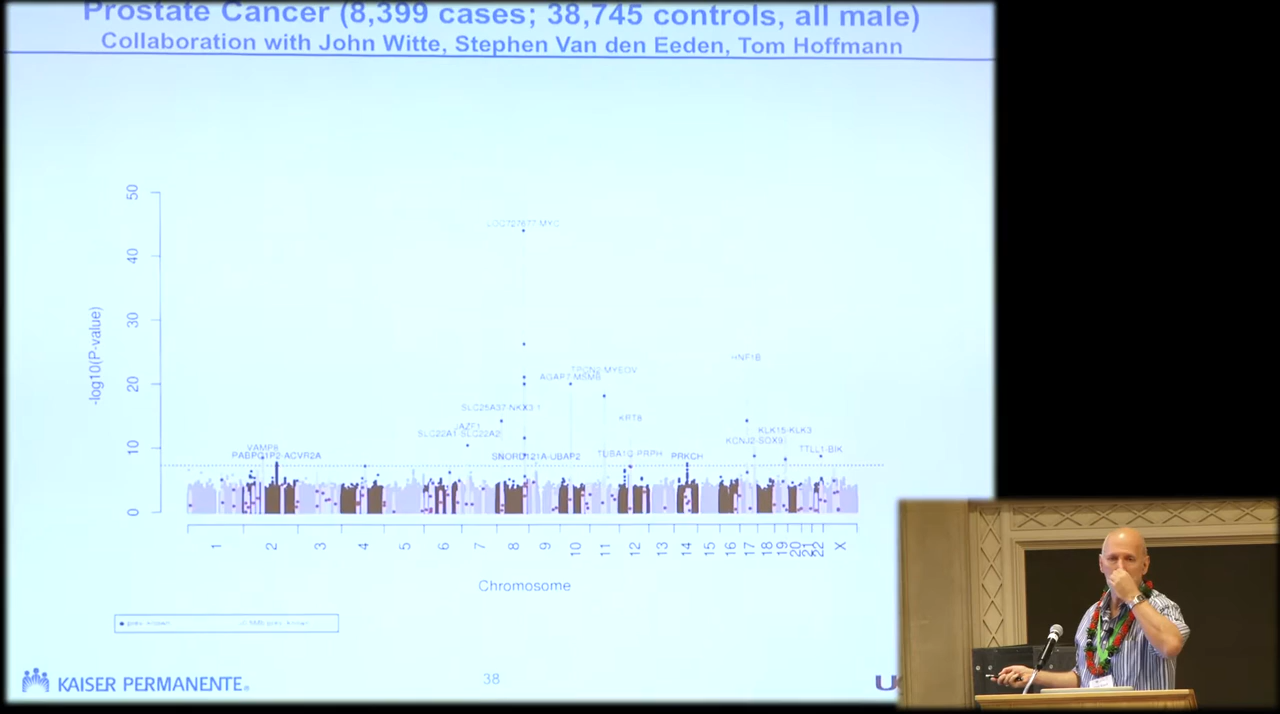 Prostate Cancer (8,399 cases; 38,745 controls, all male)
Collaboration with John Witte, Stephen Van den Eeden, Tom Hoffmann
-log10(P-value)
50
40
30
20
10
0
LOC727677-MYC
HNF1B
TPCN2-MYEOV
AGAP7-MSMB
SLC25A37-NKX3.1
KRT8
JAZF1
SLC22A1-SLC22A2
KLK15-KLK3
KCNJ2-SOX9
VAMP8
TTLL1-BIK
PABPC1P2-ACVR2A
SNORD121A-UBAP2
TUBA1C-PRPH
PRKCH
1 2 3 4 5 6 7 8 9 10 11 12 13 14 15 16 17 18 19 20 21 22 X
Chromosome
KAISER PERMANENTE®
38